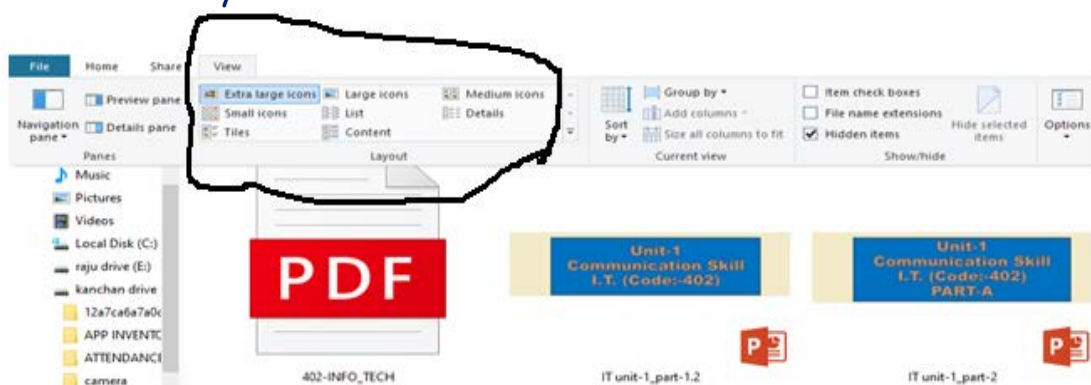 File Home Share View
Preview pane
Details pane
Navigation pane
Panes
Extra large icons Large icons Medium icons
Small icons List Details
Tiles Content
Layout
Sort by
Group by
Add columns
Size all columns to fit
Current view
Item check boxes
File name extensions
Hidden items
Hide selected items
Show/hide
Options
Music
Pictures
Videos
Local Disk (C:)
raju drive (E:)
kanchan drive
12a7ca6a7a0c
APP INVENTC
ATTENDANCE
camera
PDF
402-INFO_TECH
Unit-1
Communication Skill
I.T. (Code:-402)
P
IT unit-1_part-1.2
Unit-1
Communication Skill
I.T. (Code:-402)
PART-A
P
IT unit-1_part-2